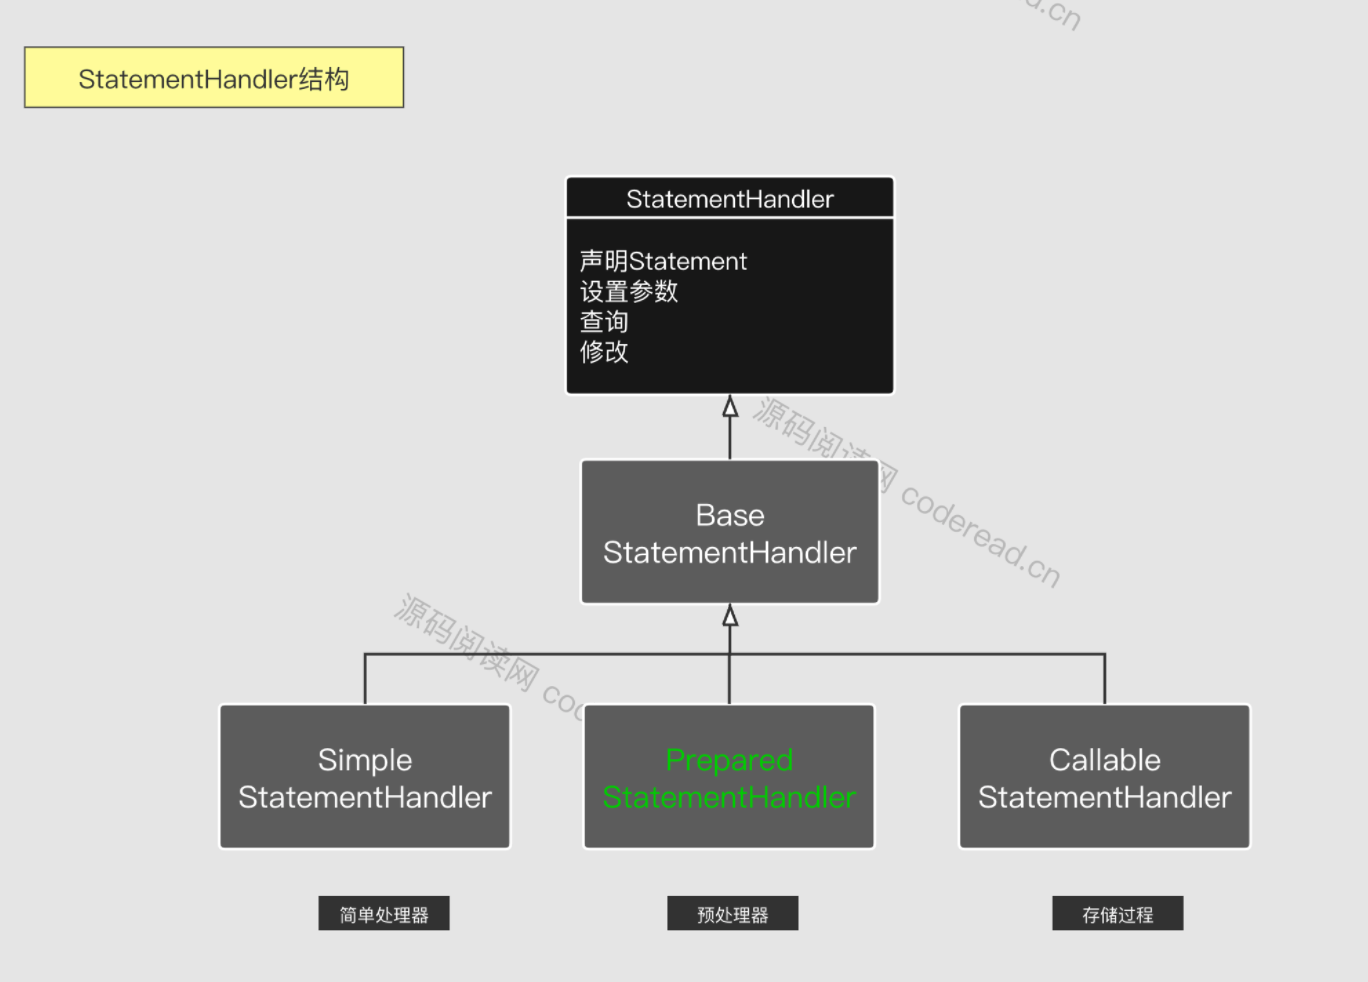 d.cn
StatementHandler结构
StatementHandler
声明Statement
设置参数
查询
修改
源码阅读网 coderead.cn
Base
StatementHandler
源码阅读网 cod
Simple
StatementHandler
Prepared
StatementHandler
Callable
StatementHandler
简单处理器
预处理器
存储过程